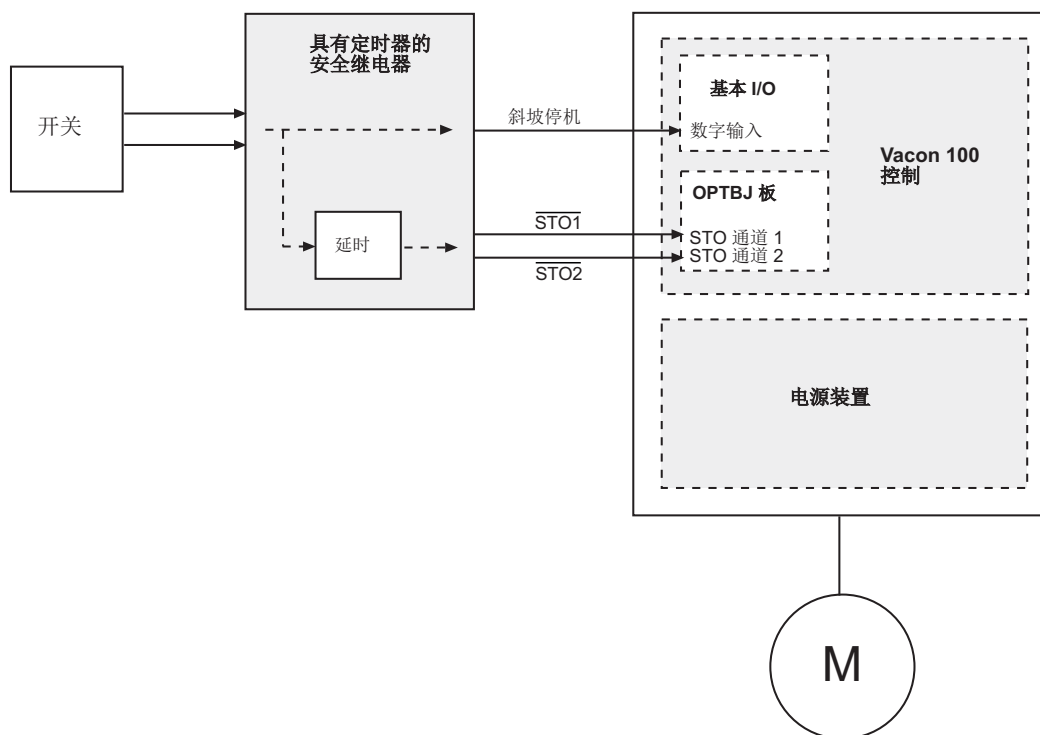 具有定时器的
安全继电器
开关
延时
斜坡停机
STO1
STO2
基本 I/O
数字输入
OPTBJ 板
STO 通道 1
STO 通道 2
Vacon 100
控制
电源装置
M